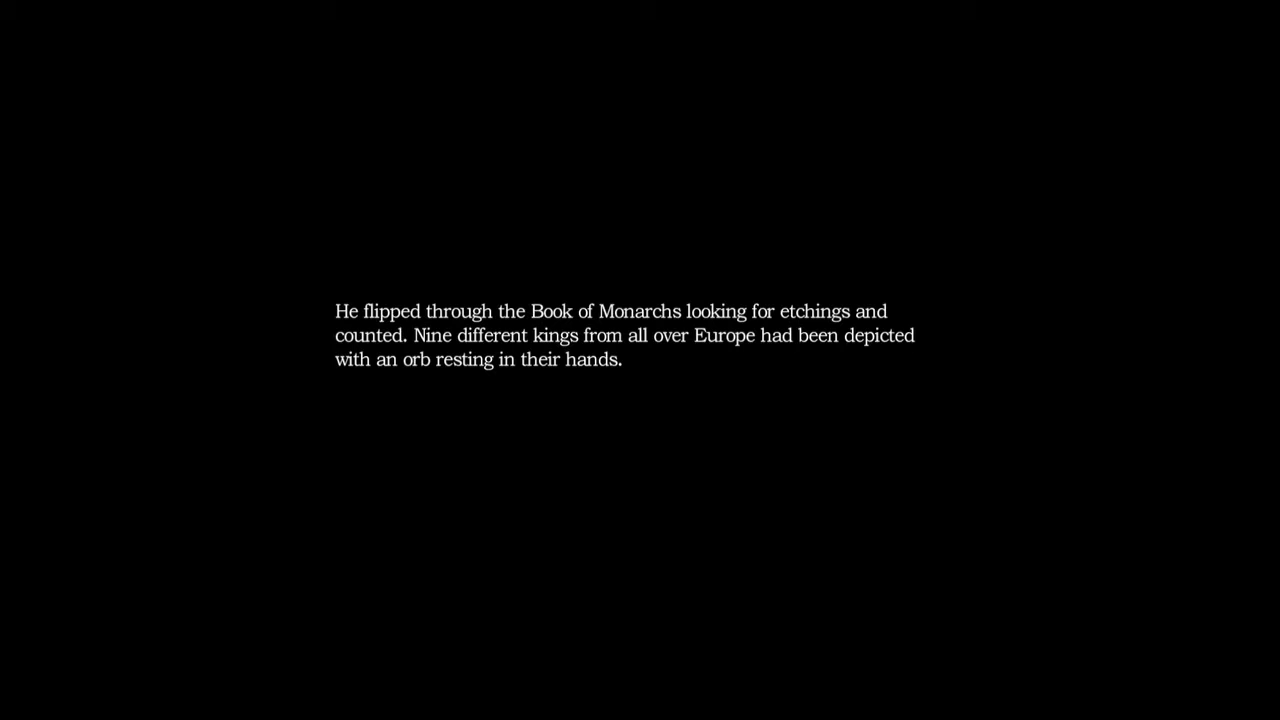 He flipped through the Book of Monarchs looking for etchings and
counted. Nine different kings from all over Europe had been depicted
with an orb resting in their hands.